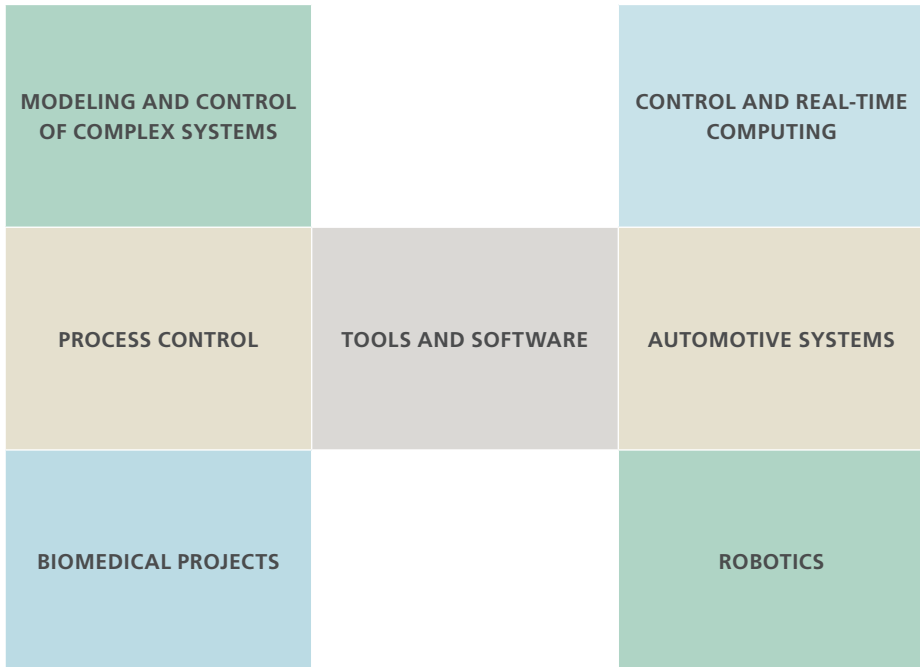 MODELING AND CONTROL
OF COMPLEX SYSTEMS
CONTROL AND REAL-TIME
COMPUTING
PROCESS CONTROL
TOOLS AND SOFTWARE
AUTOMOTIVE SYSTEMS
BIOMEDICAL PROJECTS
ROBOTICS